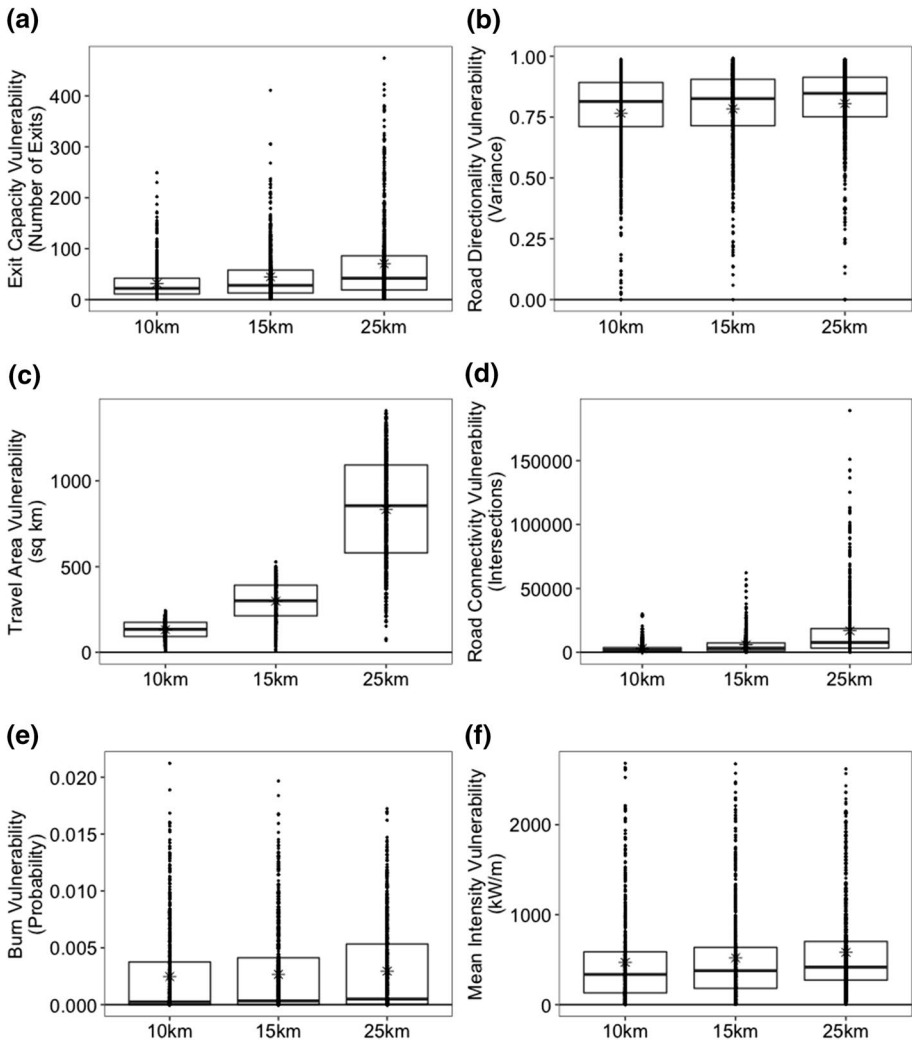 (a)
Exit Capacity Vulnerability
(Number of Exits)
400
300
200
100
0
10km 15km 25km
(b)
Road Directionality Vulnerability
(Variance)
1.00
0.75
0.50
0.25
0.00
10km 15km 25km
(c)
Travel Area Vulnerability
(sq km)
1000
500
0
10km 15km 25km
(d)
Road Connectivity Vulnerability
(Intersections)
150000
100000
50000
0
10km 15km 25km
(e)
Burn Vulnerability
(Probability)
0.020
0.015
0.010
0.005
0.000
10km 15km 25km
(f)
Mean Intensity Vulnerability
(kW/m)
2000
1000
0
10km 15km 25km